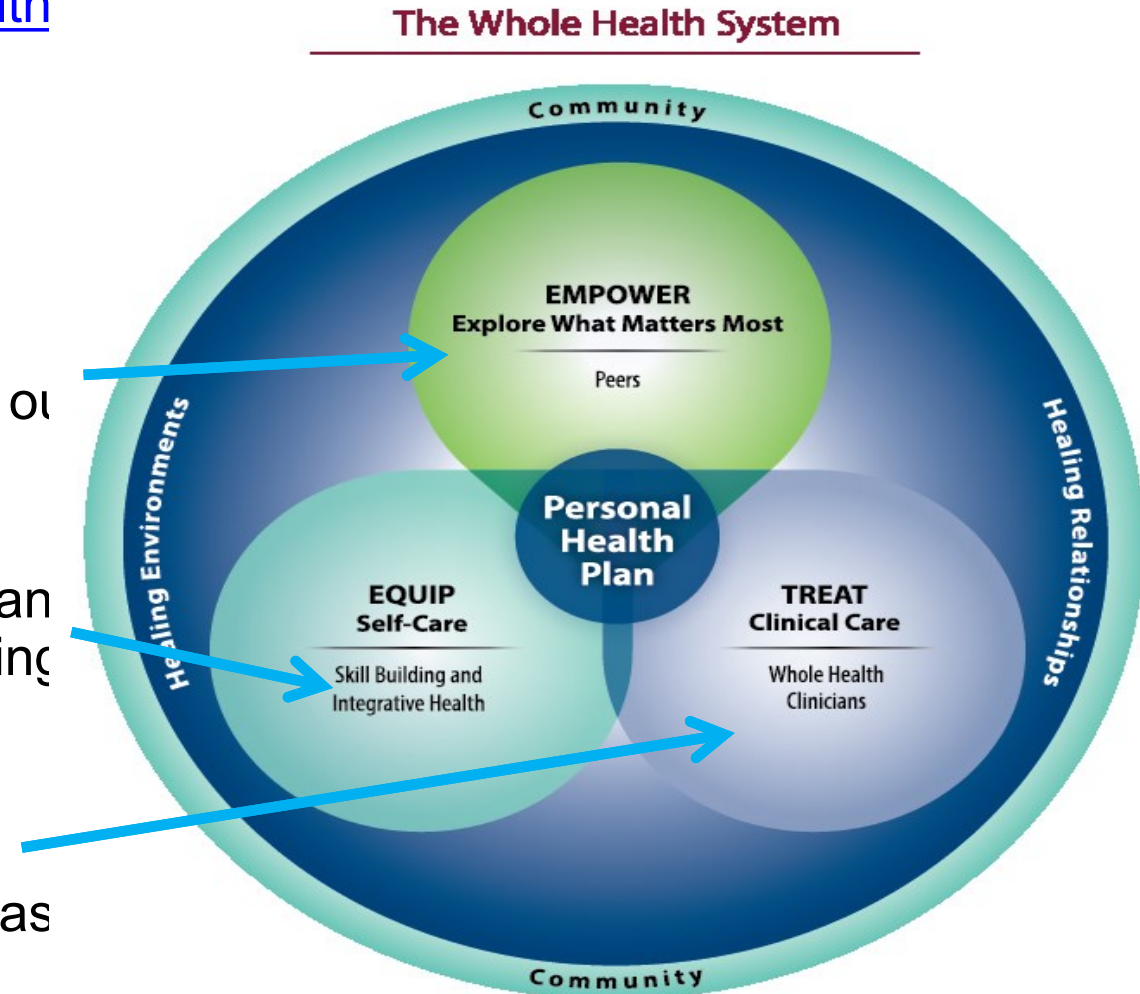 The Whole Health System
Community
EMPOWER
Explore What Matters Most
Peers
Healing Environments
Healing Relationships
Personal
Health
Plan
EQUIP
Self-Care
Skill Building and
Integrative Health
TREAT
Clinical Care
Whole Health
Clinicians
Community